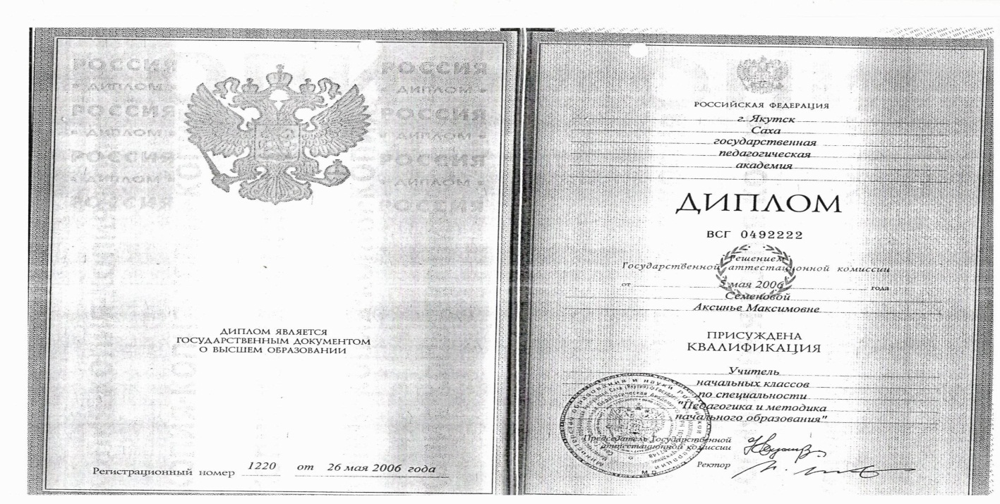 РОССИЯ
РОССИЯ
• ДИПЛОМ •
• ДИПЛОМ •
РОССИЯ
РОССИЯ
• ДИПЛОМ •
• ДИПЛОМ •
РОССИЯ
РОССИЯ
• ДИПЛОМ •
• ДИПЛОМ •
РОССИЯ
РОССИЯ
ДИПЛОМ ЯВЛЯЕТСЯ
ГОСУДАРСТВЕННЫМ ДОКУМЕНТОМ
О ВЫСШЕМ ОБРАЗОВАНИИ
Регистрационный номер 1220 от 26 мая 2006 года
РОССИЙСКАЯ ФЕДЕРАЦИЯ
г. Якутск
Саха
государственная
педагогическая
академия
ДИПЛОМ
ВСГ 0492222
Решением
Государственной аттестационной комиссии
от 5 мая 2006 года
Семеновой
Аксинье Максимовне
ПРИСУЖДЕНА
КВАЛИФИКАЦИЯ
Учитель
начальных классов
по специальности
"Педагогика и методика
начального образования"
Председатель Государственной
аттестационной комиссии
Ректор
М.П.